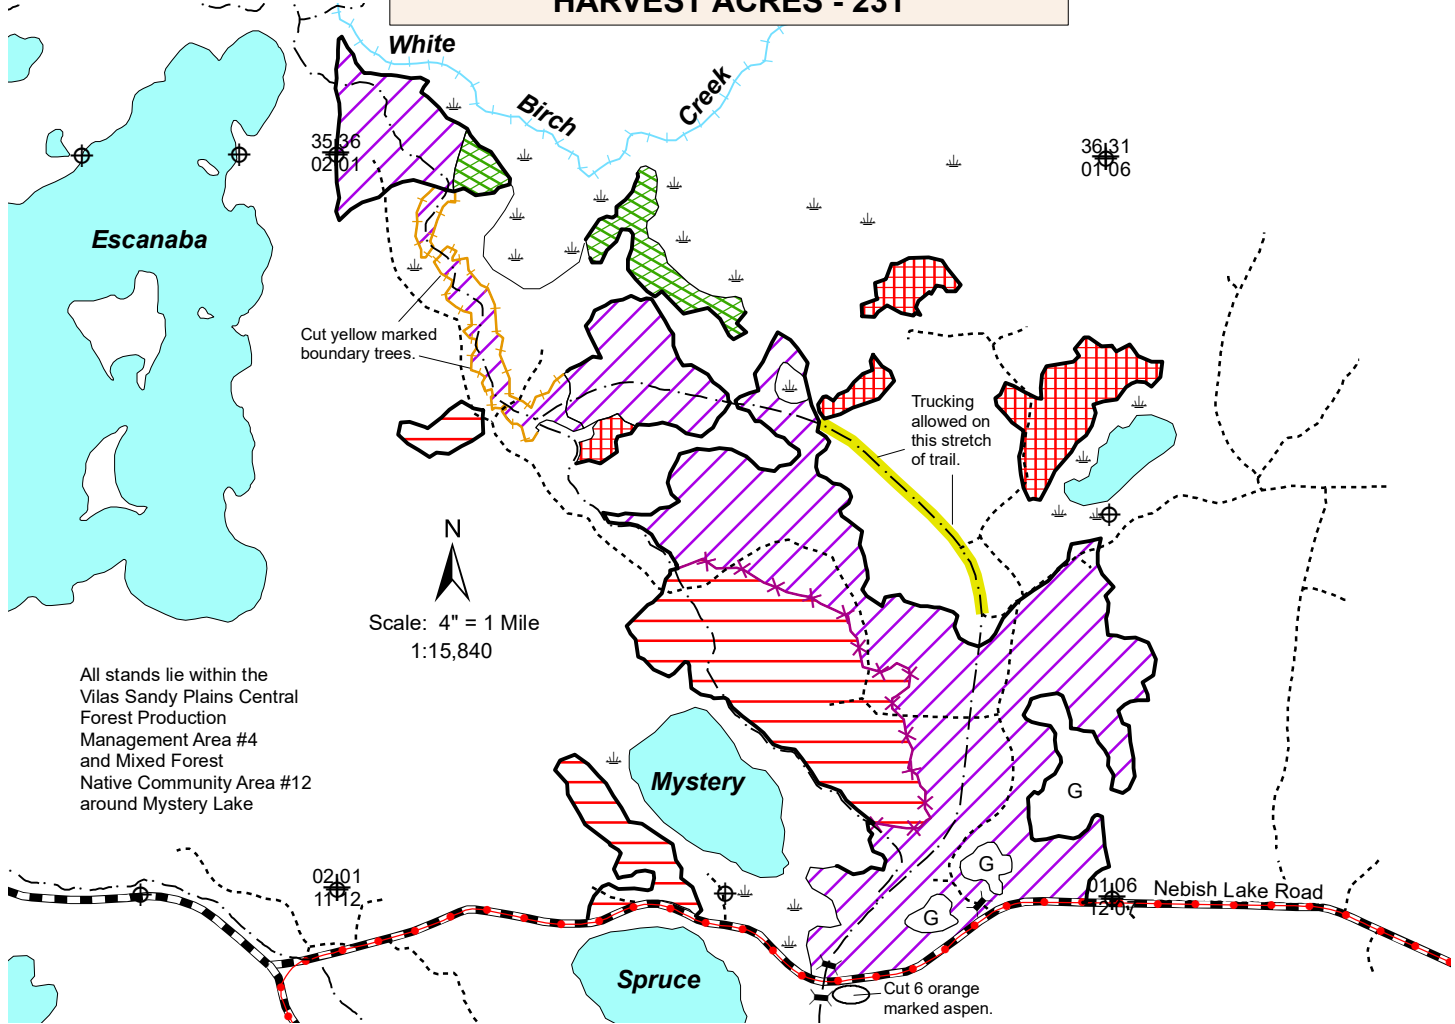 HARVEST ACRES - 231
White
Birch
Creek
35 36
02 01
36 31
01 06
Escanaba
Cut yellow marked
boundary trees.
Trucking
allowed on
this stretch
of trail.
N
Scale: 4" = 1 Mile
1:15,840
All stands lie within the
Vilas Sandy Plains Central
Forest Production
Management Area #4
and Mixed Forest
Native Community Area #12
around Mystery Lake
Mystery
G
G
G
02 01
11 12
01 06
12 07
Nebish Lake Road
Spruce
Cut 6 orange
marked aspen.